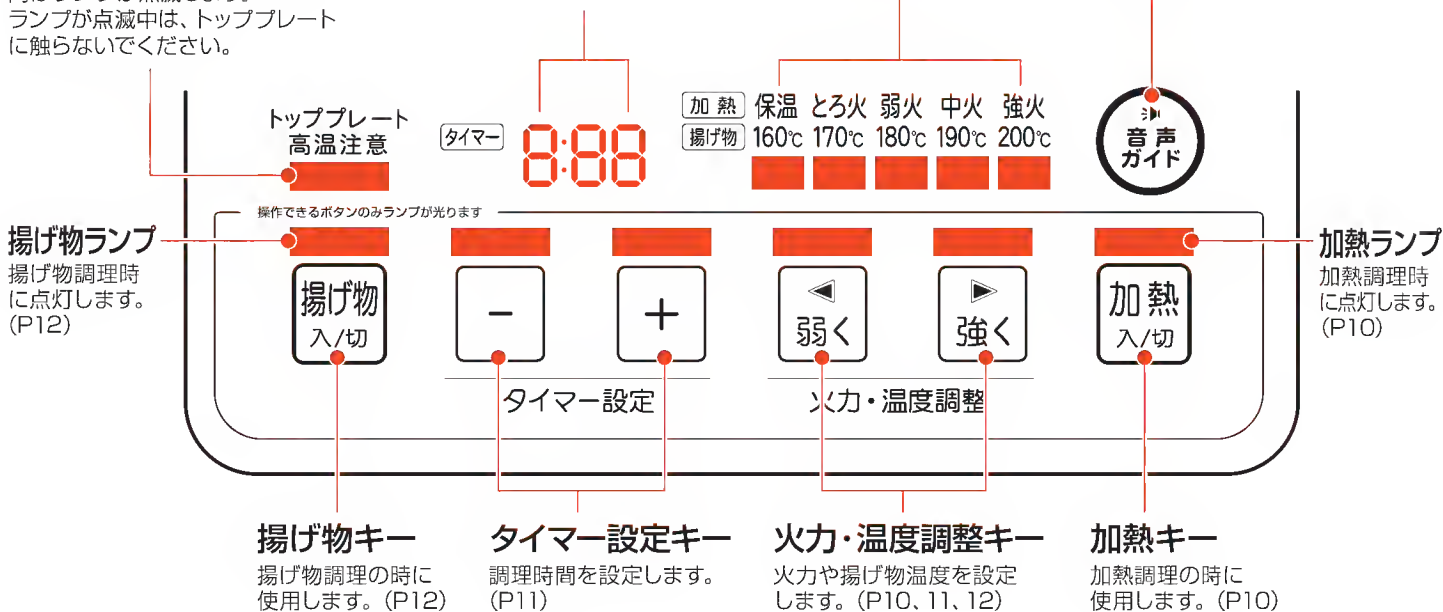 ランプが点滅中は、トッププレート
に触らないでください。
トッププレート
高温注意
タイマー
8:88
加熱 保温 とろ火 弱火 中火 強火
揚げ物 160℃ 170℃ 180℃ 190℃ 200℃
音声
ガイド
操作できるボタンのみランプが光ります
揚げ物ランプ
揚げ物調理時
に点灯します。
(P12)
揚げ物
入/切
−
+
タイマー設定
◀
弱く
▶
強く
火力・温度調整
加熱
入/切
加熱ランプ
加熱調理時
に点灯します。
(P10)
揚げ物キー
揚げ物調理の時に
使用します。(P12)
タイマー設定キー
調理時間を設定します。
(P11)
火力・温度調整キー
火力や揚げ物温度を設定
します。(P10、11、12)
加熱キー
加熱調理の時に
使用します。(P10)